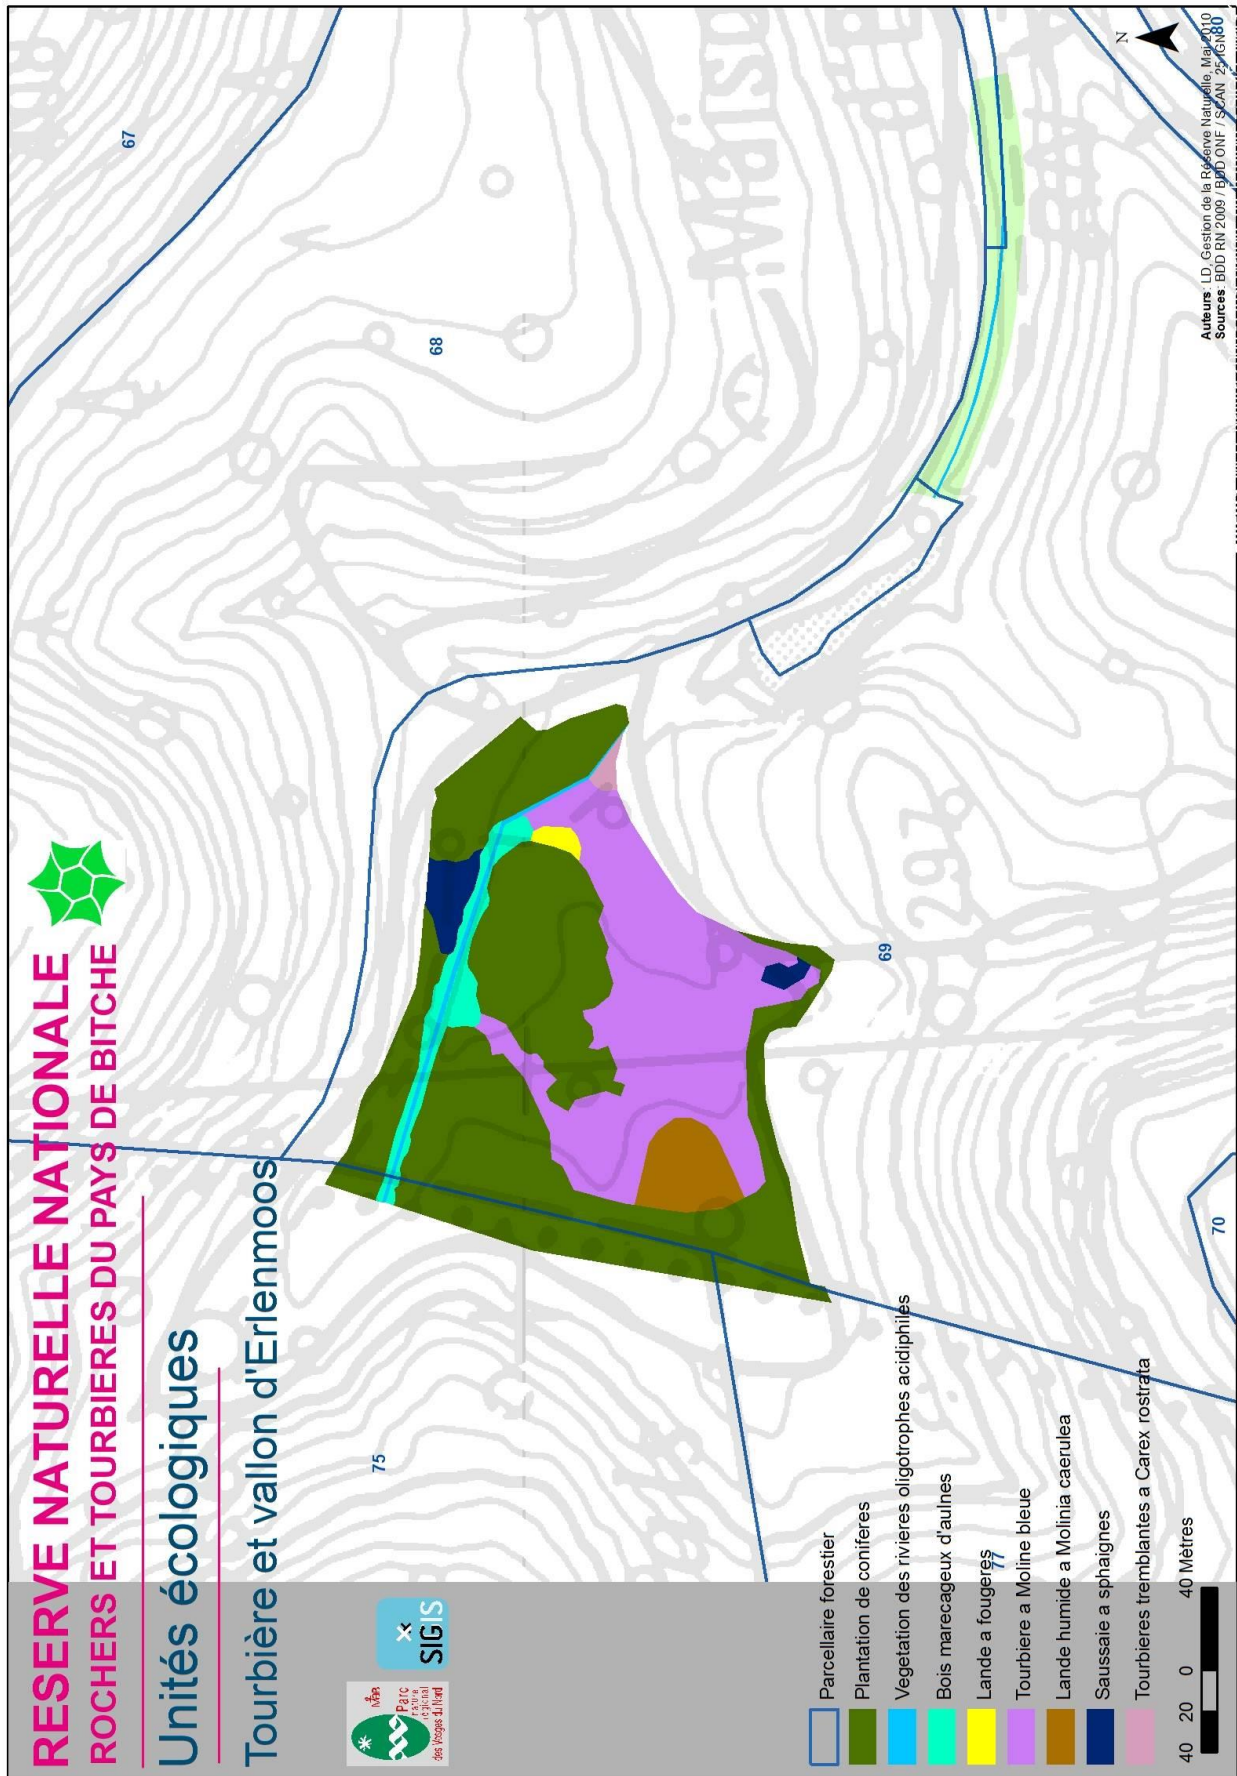 RESERVE NATURELLE NATIONALE
ROCHERS ET TOURBIERES DU PAYS DE BITCHE
Unités écologiques
Tourbière et vallon d'Erlenmoos
Parc
naturel
régional
des Vosges du Nord
MAB
SIGIS
Parcellaire forestier
Plantation de coniferes
Vegetation des rivieres oligotrophes acidiphiles
Bois marecageux d'aulnes
Lande a fougeres
Tourbiere a Moline bleue
Lande humide a Molinia caerulea
Saussaie a sphaignes
Tourbieres tremblantes a Carex rostrata
40 20 0 40 Mètres
67
68
69
70
75
77
80
297
N
Auteurs: LD, Gestion de la Réserve Naturelle, Mai 2010
Sources: BDD RN 2009 / BDD ONF / SCAN 25 IGN